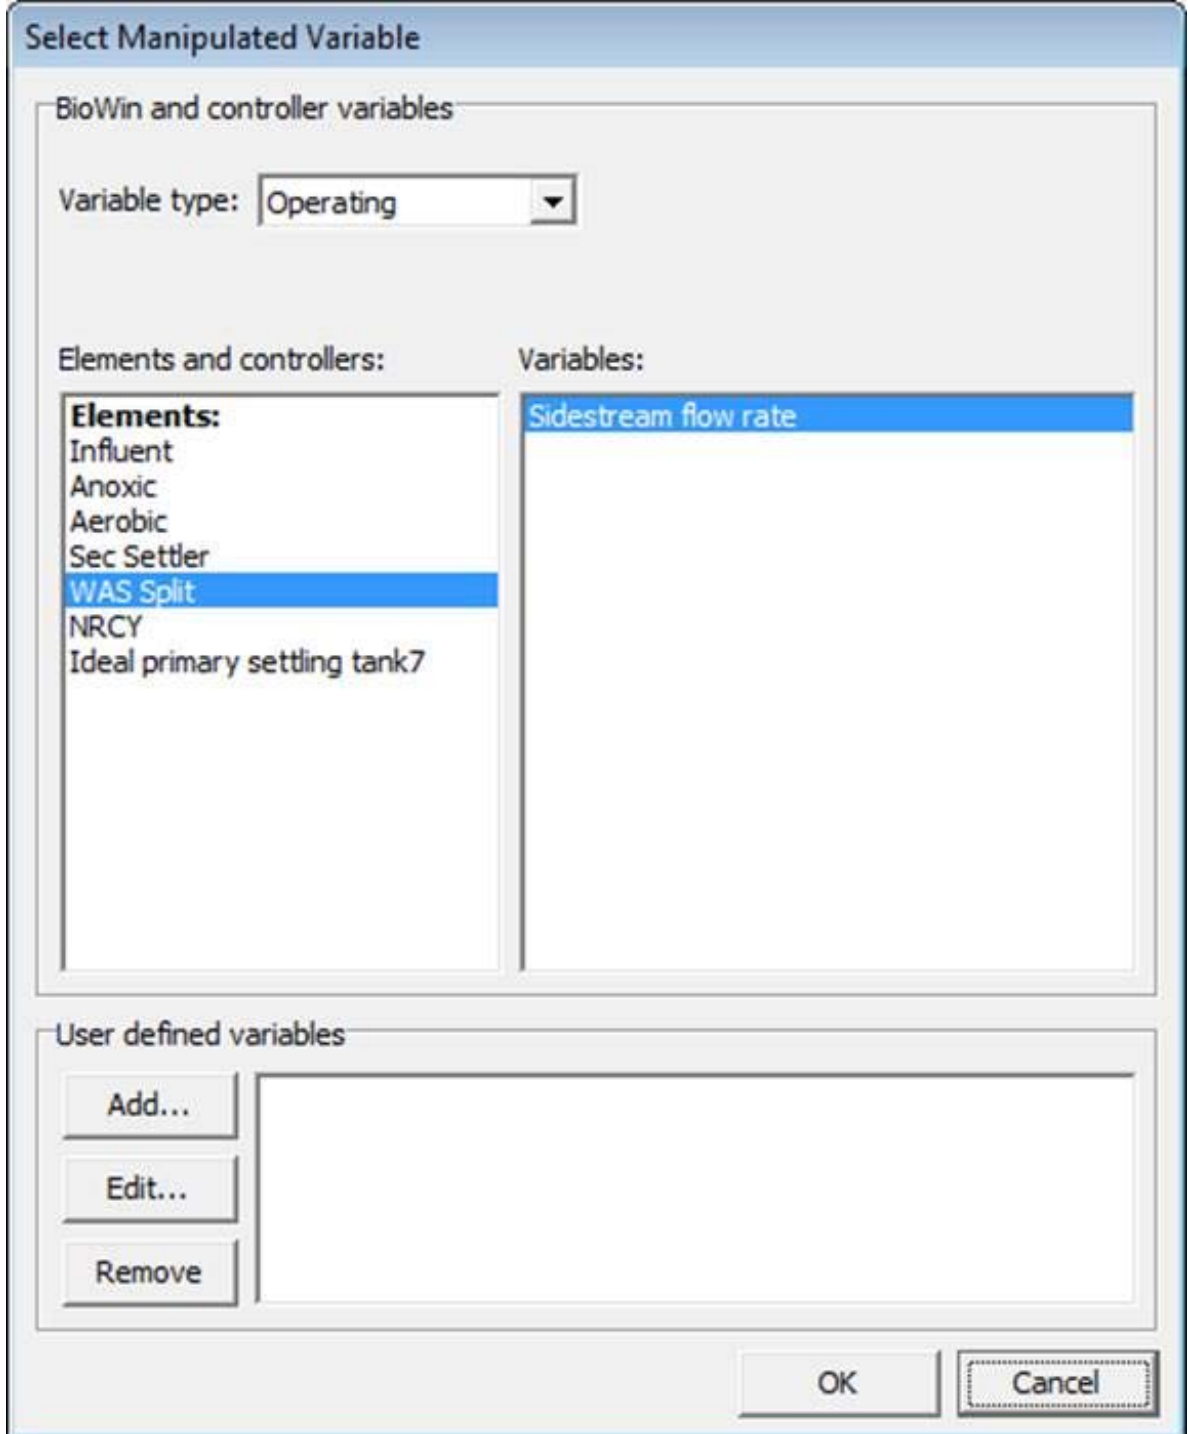 Select Manipulated Variable
BioWin and controller variables
Variable type: Operating
Elements and controllers:
Elements:
Influent
Anoxic
Aerobic
Sec Settler
WAS Split
NRCY
Ideal primary settling tank7
Variables:
Sidestream flow rate
User defined variables
Add...
Edit...
Remove
OK
Cancel